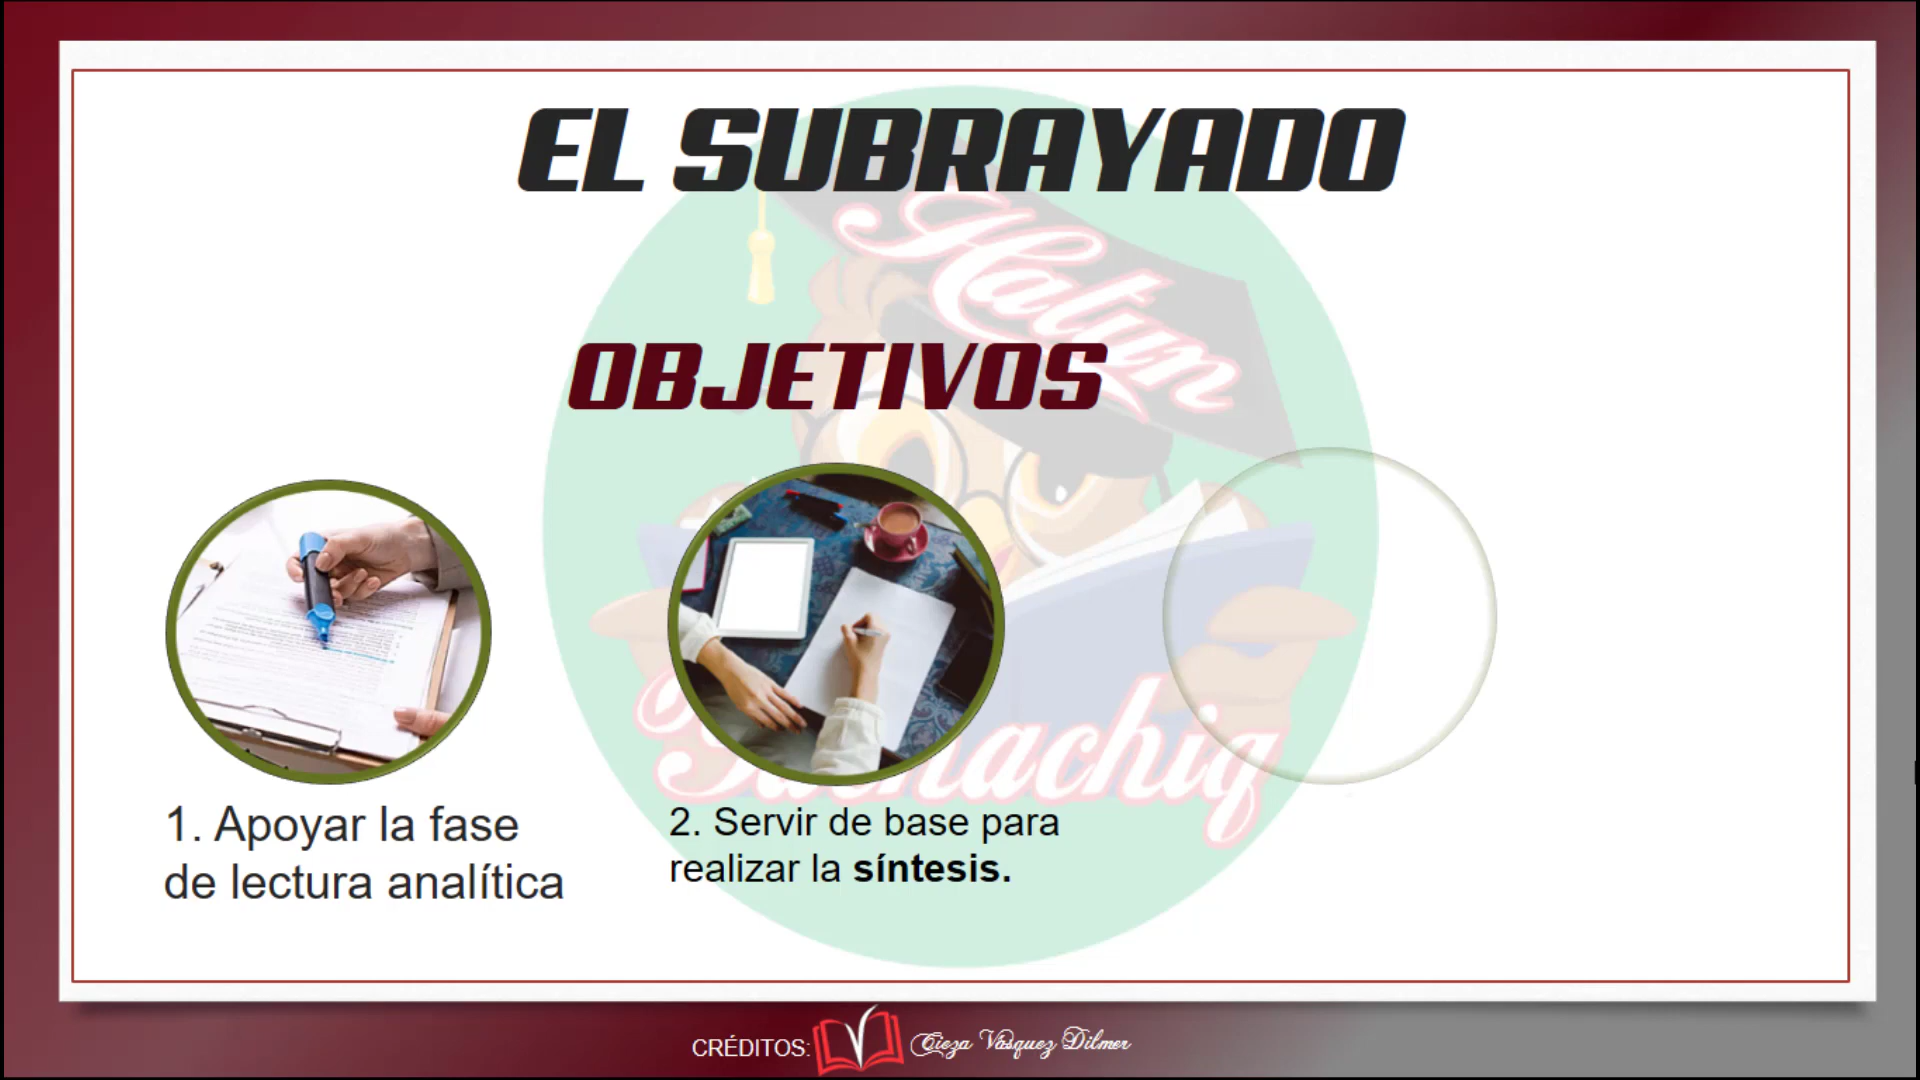 EL SUBRAYADO
Hatun
OBJETIVOS
1. Apoyar la fase
de lectura analítica
2. Servir de base para
realizar la síntesis.
CRÉDITOS: Cieza Vásquez Dilmer